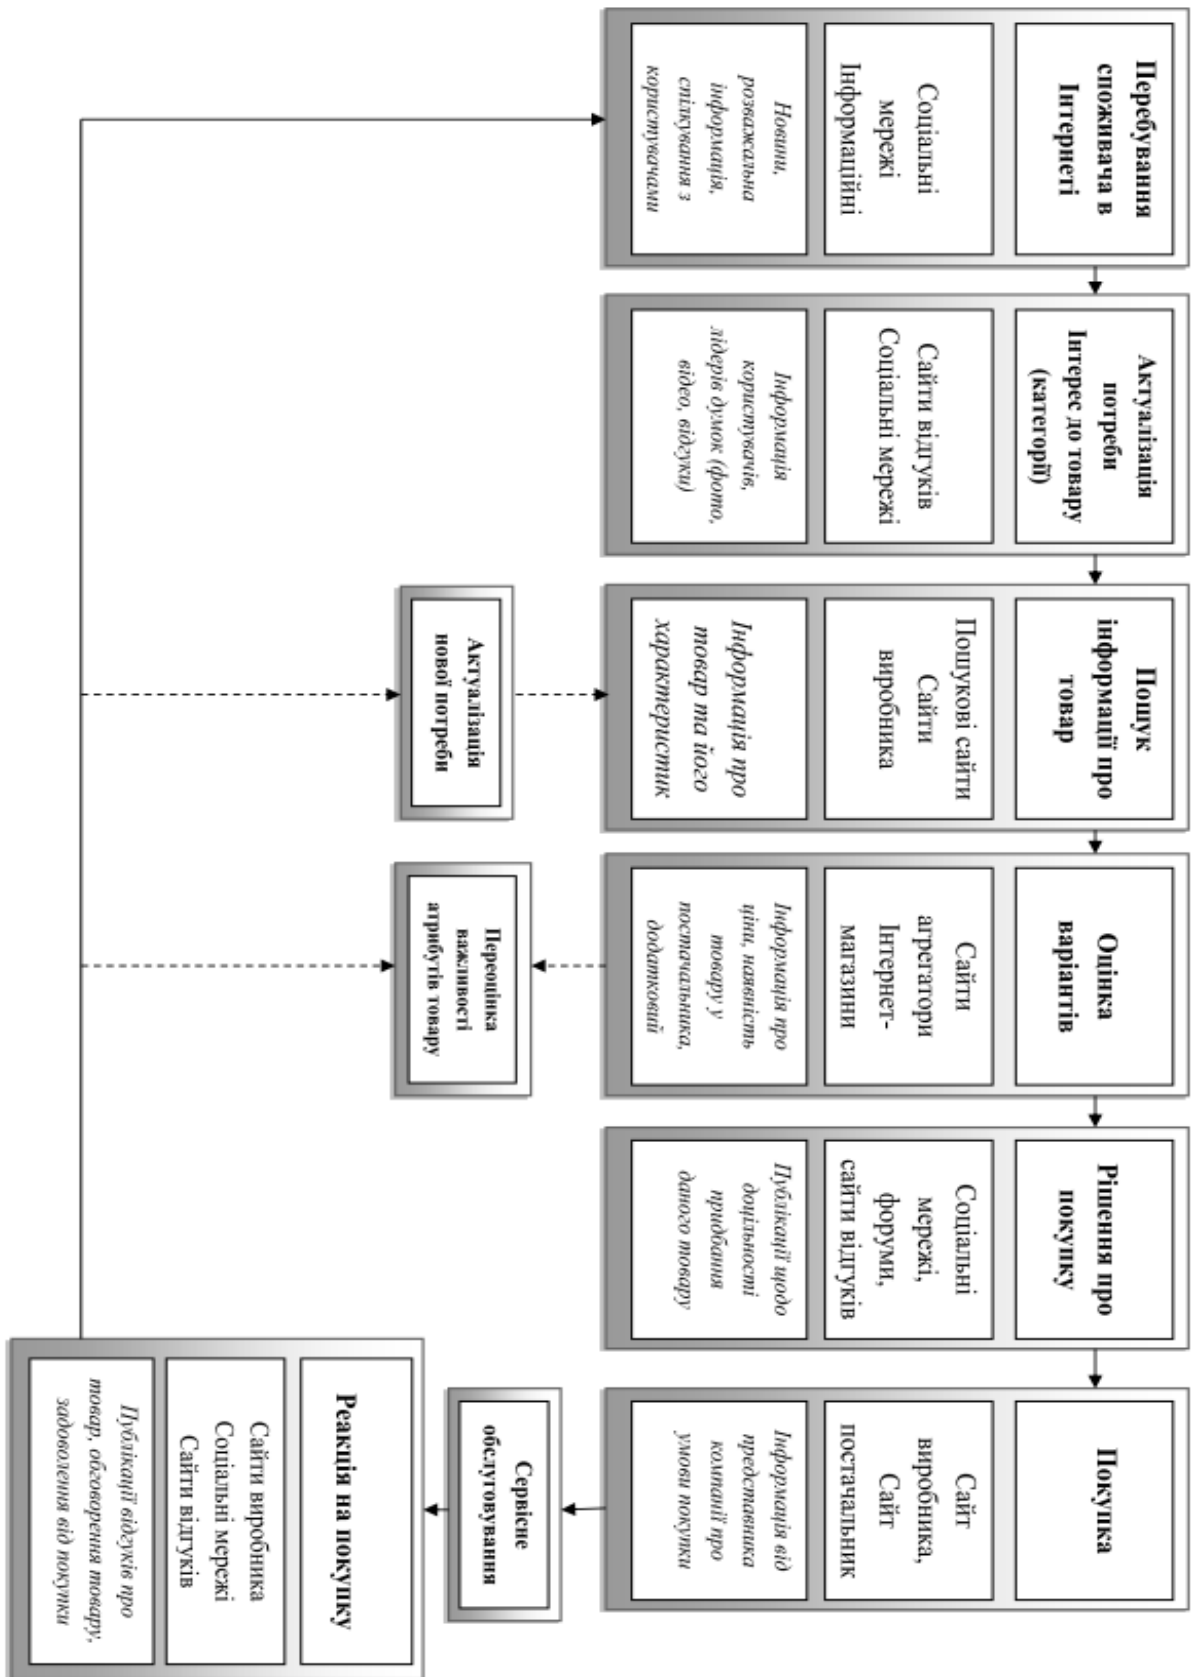 Перебування
споживача в
Інтернеті
Соціальні
мережі
Інформаційні
Новини,
розважальна
інформація,
спілкування з
користувачами
Актуалізація
потреби
Інтерес до товару
(категорії)
Сайти відгуків
Соціальні мережі
Інформація
користувачів,
лідерів думок (фото,
відео, відгуки)
Пошук
інформації про
товар
Пошукові сайти
Сайти
виробника
Інформація про
товар та його
характеристик
Оцінка
варіантів
Сайти
агрегатори
Інтернет-
магазини
Інформація про
ціни, наявність
товару у
постачальника,
додатковий
Рішення про
покупку
Соціальні
мережі,
форуми,
сайти відгуків
Публікації щодо
доцільності
придбання
даного товару
Покупка
Сайт
виробника,
Сайт
постачальник
Інформація від
представника
компанії про
умови покупки
Актуалізація
нової потреби
Переоцінка
важливості
атрибутів товару
Сервісне
обслуговування
Реакція на покупку
Сайти виробника
Соціальні мережі
Сайти відгуків
Публікації відгуків про
товар, обговорення товару,
задоволення від покупки